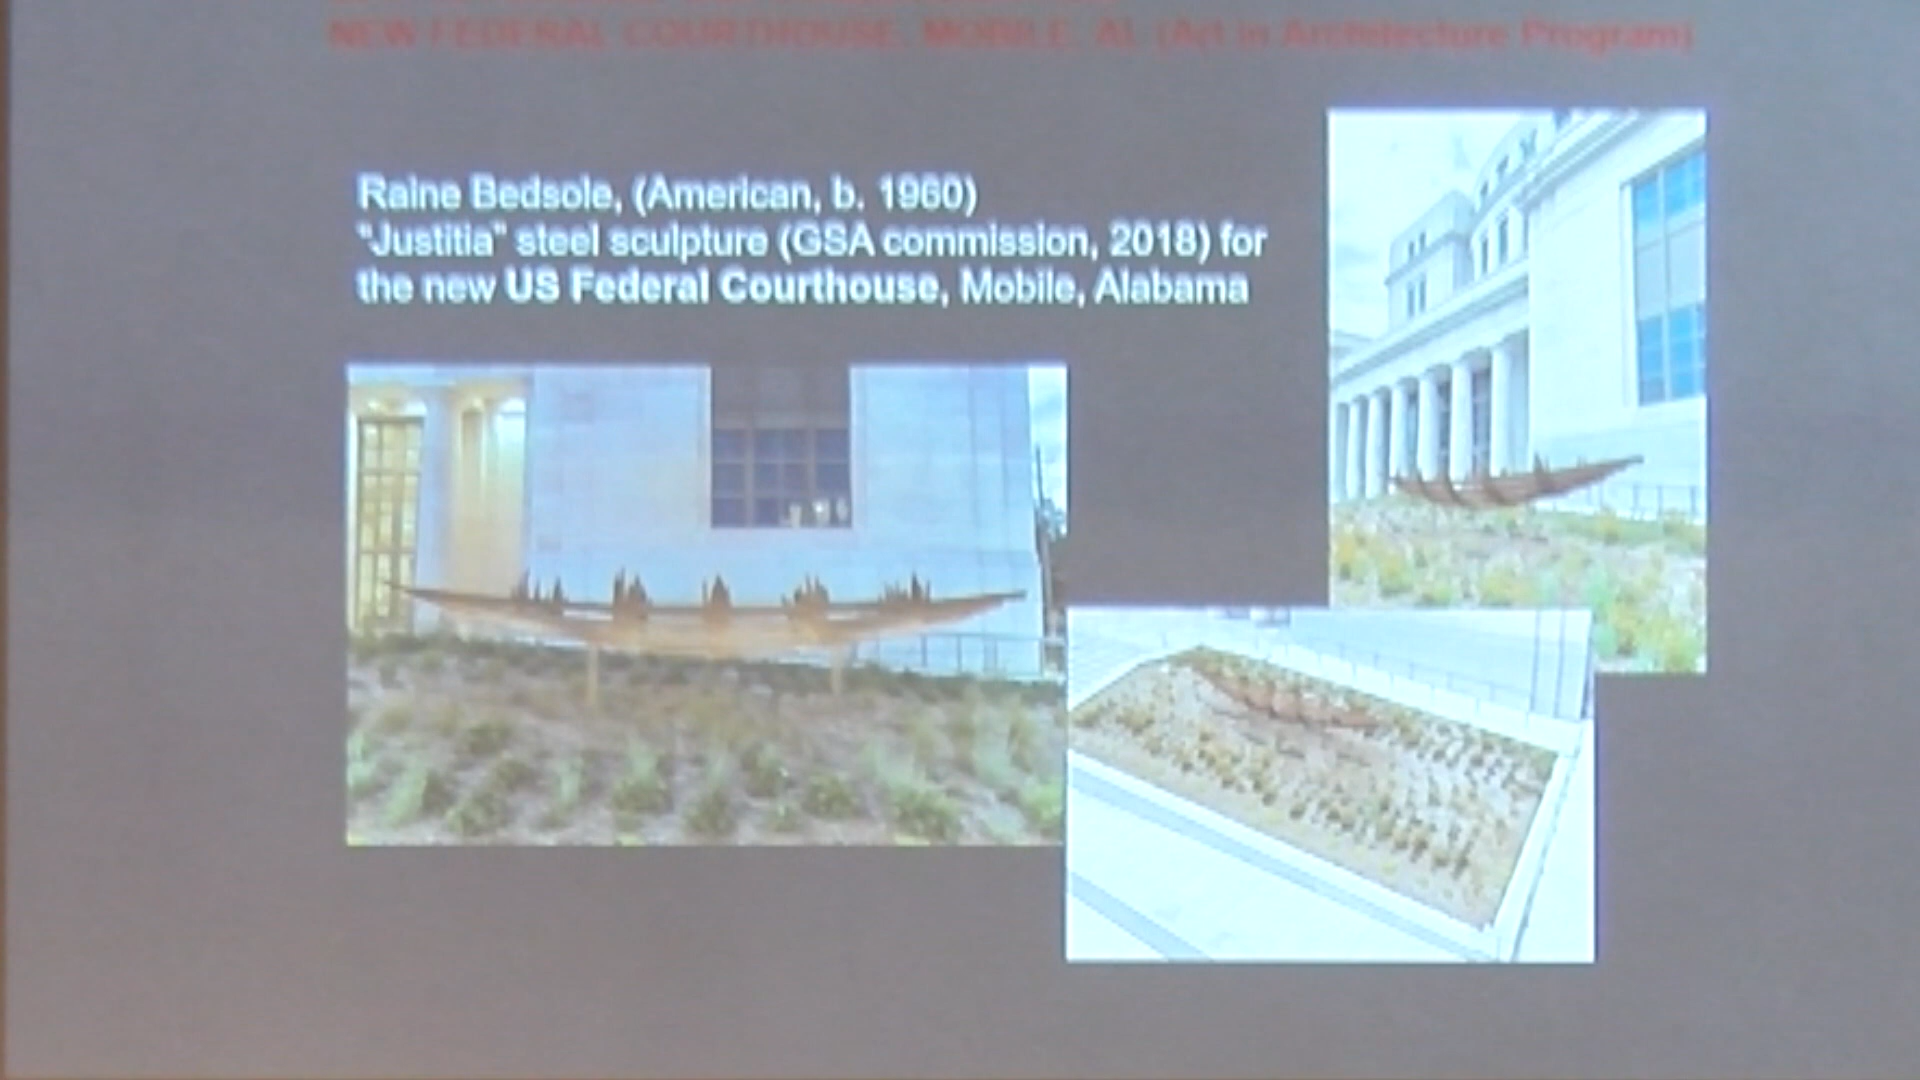 NEW FEDERAL COURTHOUSE, MOBILE, AL (Art in Architecture Program)
Raine Bedsole, (American, b. 1960)
“Justitia” steel sculpture (GSA commission, 2018) for
the new US Federal Courthouse, Mobile, Alabama